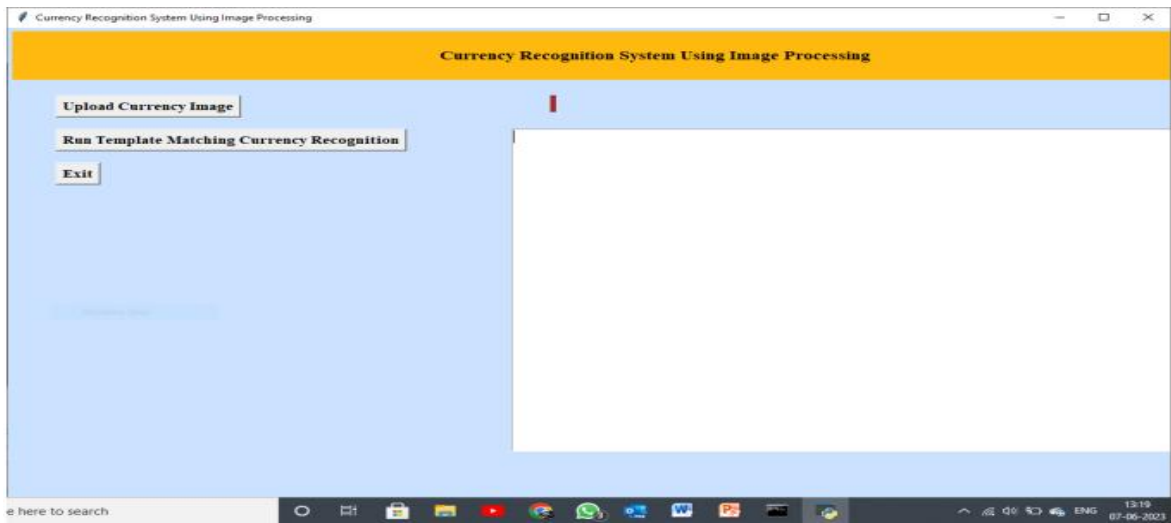 Currency Recognition System Using Image Processing
Currency Recognition System Using Image Processing
Upload Currency Image
Run Template Matching Currency Recognition
Exit
e here to search
ENG
13:19
07-06-2023